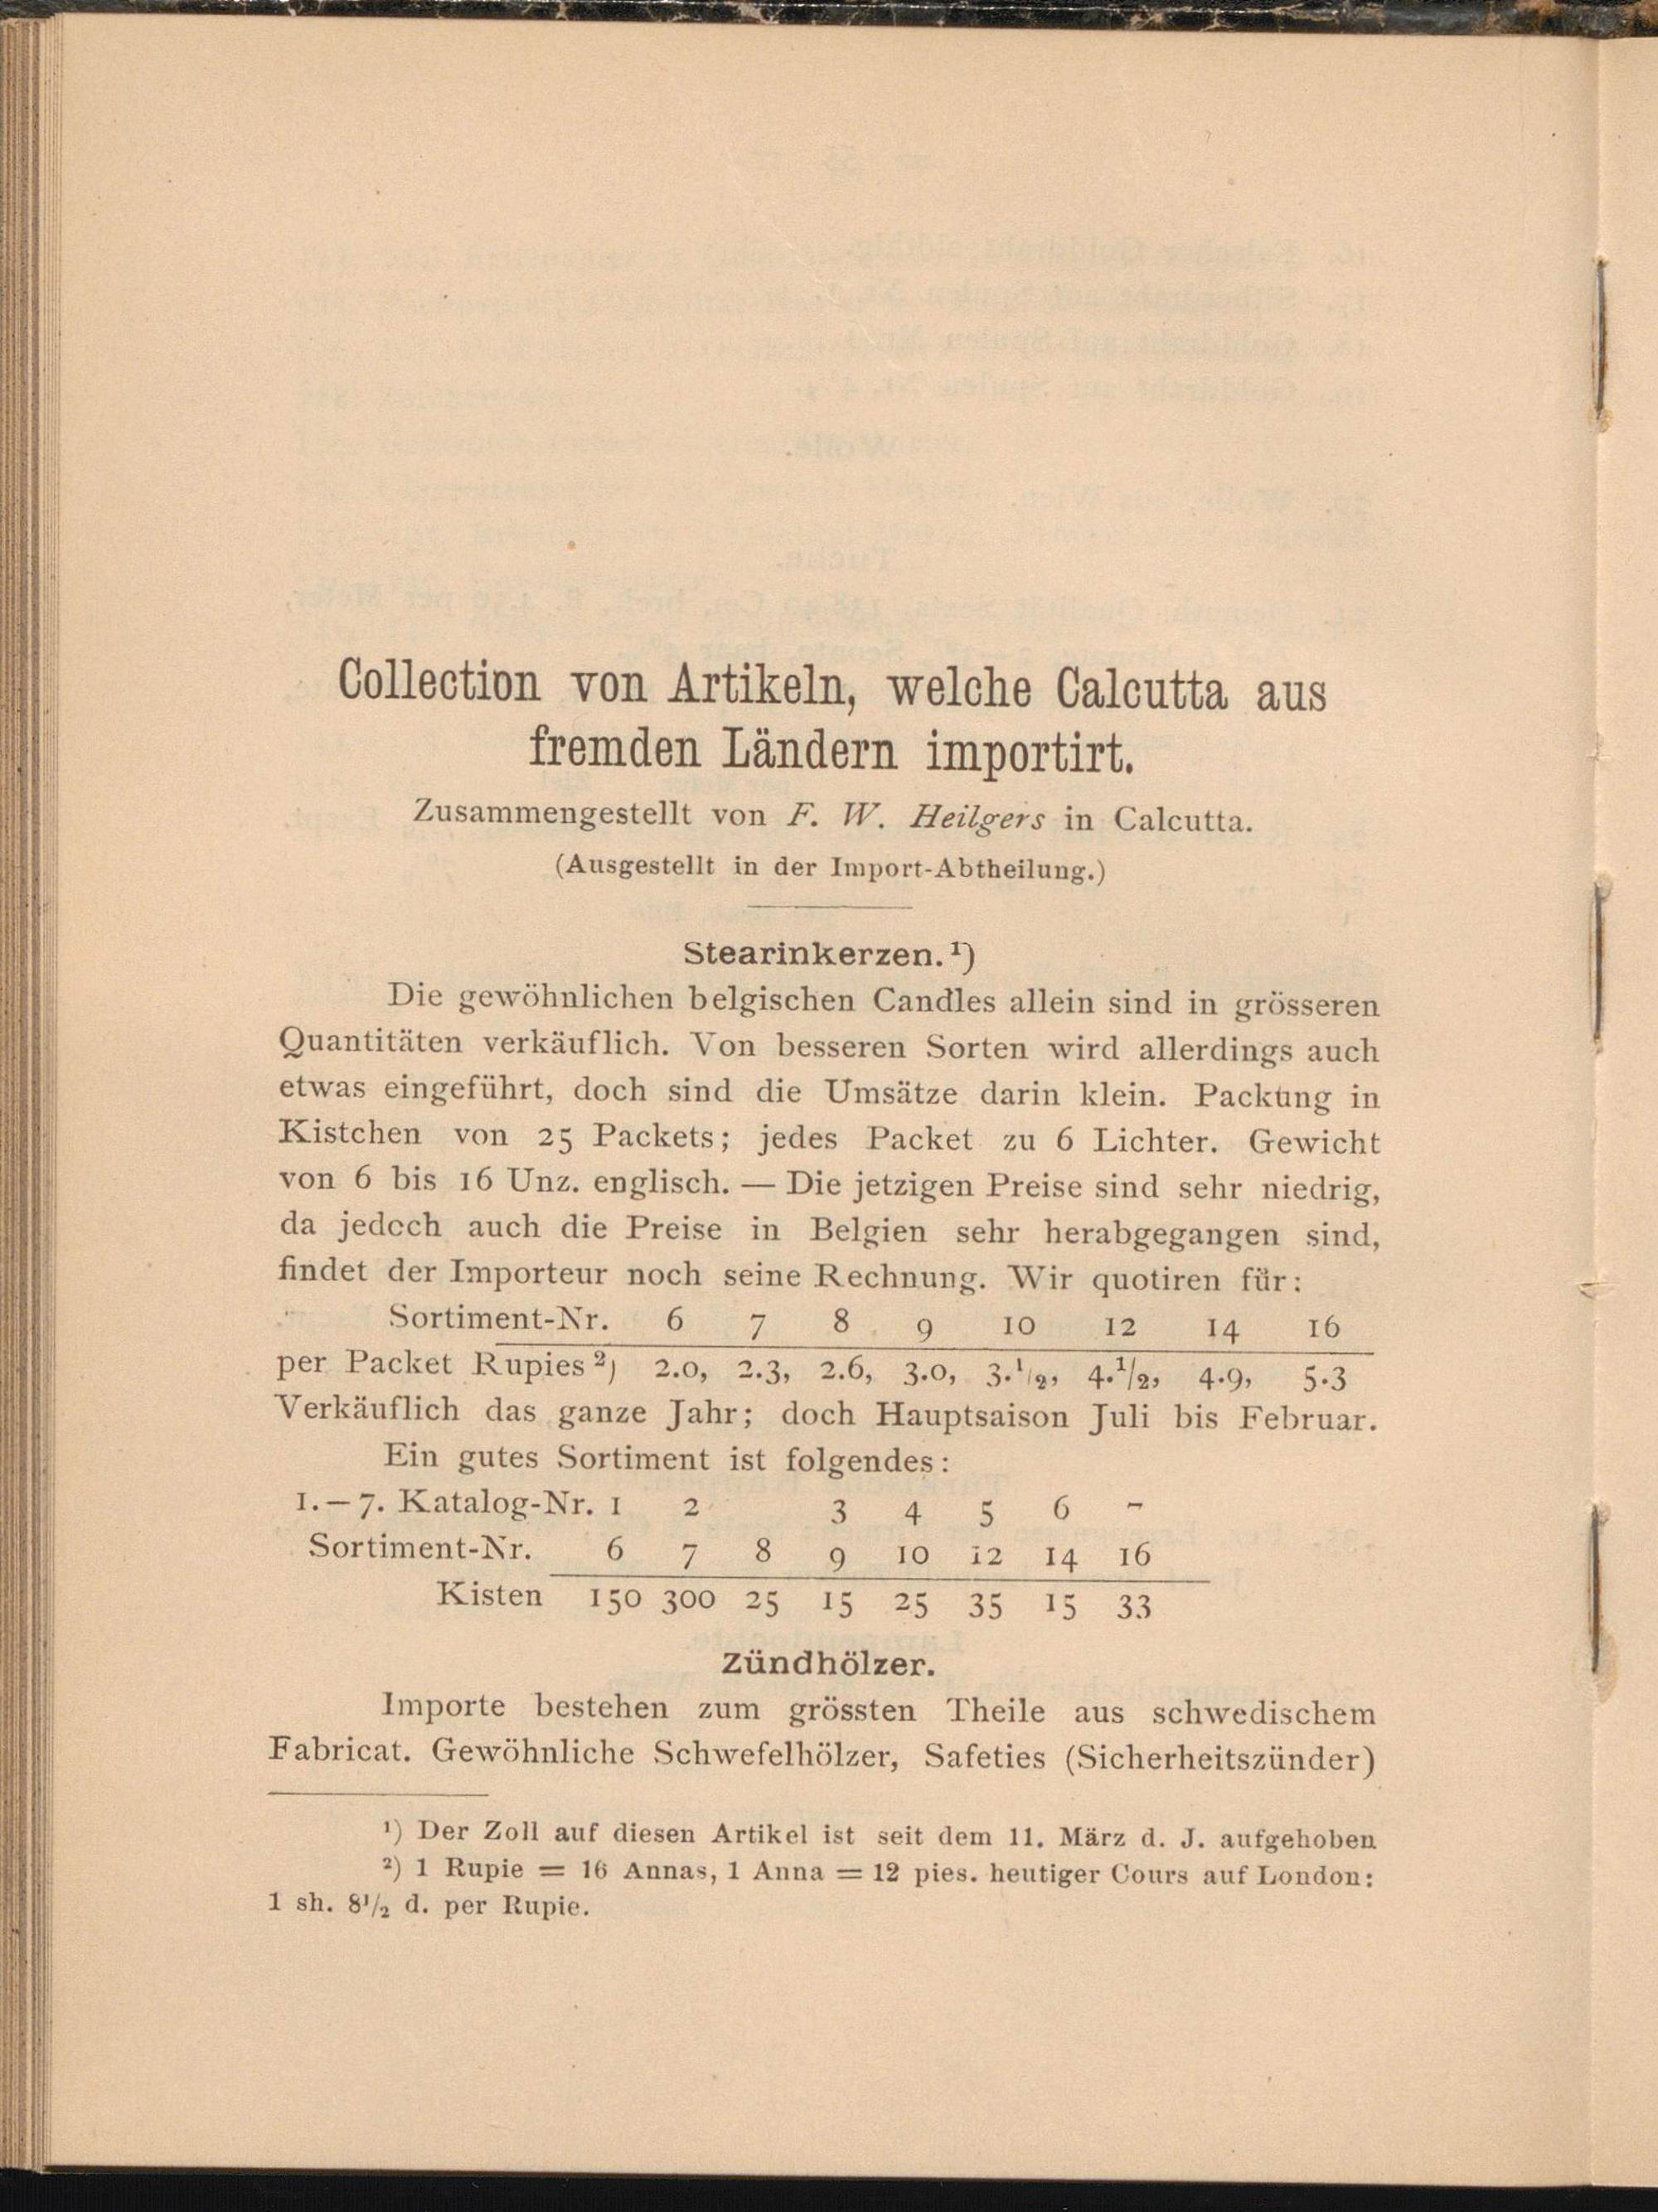 Collection von Artikeln, welche Calcutta aus
fremden Ländern importirt.
Zusammengestellt von F. W. Heilgers in Calcutta.
(Ausgestellt in der Import-Abtheilung.)
Stearinkerzen.¹)
Die gewöhnlichen belgischen Candles allein sind in grösseren
Quantitäten verkäuflich. Von besseren Sorten wird allerdings auch
etwas eingeführt, doch sind die Umsätze darin klein. Packung in
Kistchen von 25 Packets; jedes Packet zu 6 Lichter. Gewicht
von 6 bis 16 Unz. englisch. — Die jetzigen Preise sind sehr niedrig,
da jedoch auch die Preise in Belgien sehr herabgegangen sind,
findet der Importeur noch seine Rechnung. Wir quotiren für:
Sortiment-Nr. 6 7 8 9 10 12 14 16
per Packet Rupies ²) 2.0, 2.3, 2.6, 3.0, 3.¹/₂, 4.¹/₂, 4.9, 5.3
Verkäuflich das ganze Jahr; doch Hauptsaison Juli bis Februar.
Ein gutes Sortiment ist folgendes:
1.—7. Katalog-Nr. 1 2 3 4 5 6 7
Sortiment-Nr. 6 7 8 9 10 12 14 16
Kisten 150 300 25 15 25 35 15 33
Zündhölzer.
Importe bestehen zum grössten Theile aus schwedischem
Fabricat. Gewöhnliche Schwefelhölzer, Safeties (Sicherheitszünder)
¹) Der Zoll auf diesen Artikel ist seit dem 11. März d. J. aufgehoben
²) 1 Rupie = 16 Annas, 1 Anna = 12 pies. heutiger Cours auf London:
1 sh. 8¹/₂ d. per Rupie.